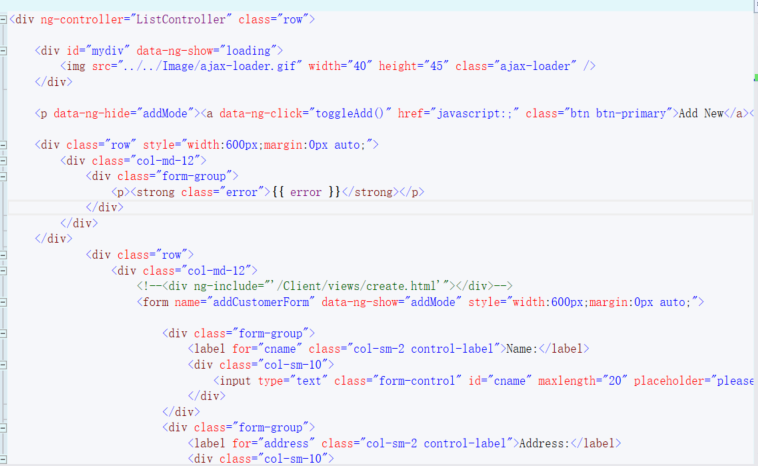 <div ng-controller="ListController" class="row">
<div id="mydiv" data-ng-show="loading">
<img src="../../Image/ajax-loader.gif" width="40" height="45" class="ajax-loader" />
</div>
<p data-ng-hide="addMode"><a data-ng-click="toggleAdd()" href="javascript:;" class="btn btn-primary">Add New</a><
<div class="row" style="width:600px;margin:0px auto;">
<div class="col-md-12">
<div class="form-group">
<p><strong class="error">{{ error }}</strong></p>
</div>
</div>
</div>
<div class="row">
<div class="col-md-12">
<!--<div ng-include="'/Client/views/create.html'"></div>-->
<form name="addCustomerForm" data-ng-show="addMode" style="width:600px;margin:0px auto;">
<div class="form-group">
<label for="cname" class="col-sm-2 control-label">Name:</label>
<div class="col-sm-10">
<input type="text" class="form-control" id="cname" maxlength="20" placeholder="please
</div>
</div>
<div class="form-group">
<label for="address" class="col-sm-2 control-label">Address:</label>
<div class="col-sm-10">